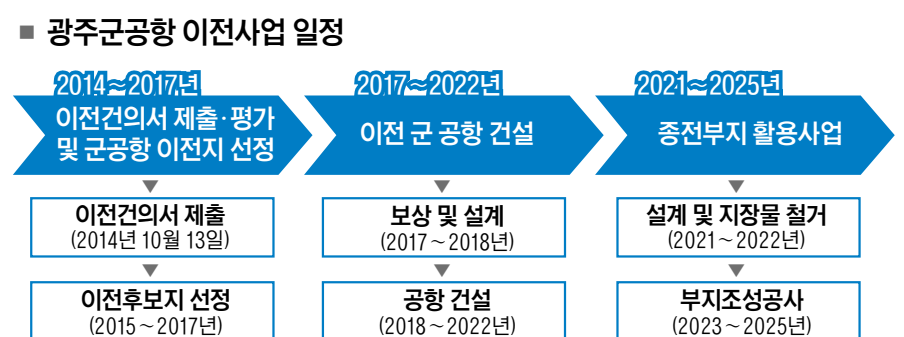 ■ 광주군공항 이전사업 일정
2014~2017년
이전건의서 제출·평가
및 군공항 이전지 선정
▼
이전건의서 제출
(2014년 10월 13일)
▼
이전후보지 선정
(2015~2017년)
2017~2022년
이전 군 공항 건설
▼
보상 및 설계
(2017~2018년)
▼
공항 건설
(2018~2022년)
2021~2025년
종전부지 활용사업
▼
설계 및 지장물 철거
(2021~2022년)
▼
부지조성공사
(2023~2025년)